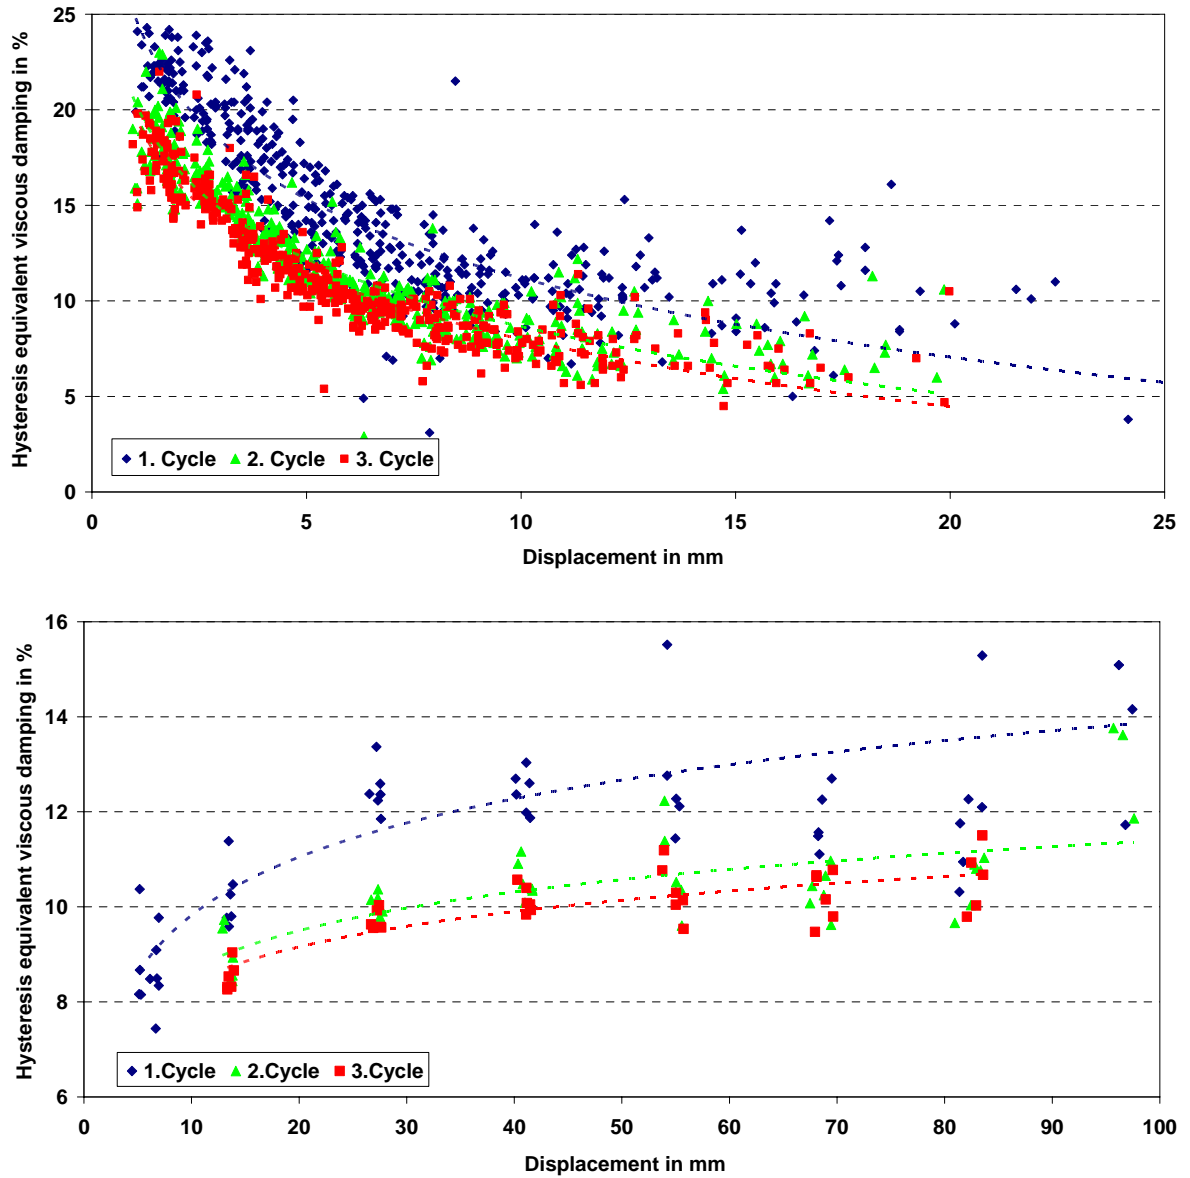 Hysteresis equivalent viscous damping in %
25
20
15
10
5
0
1. Cycle 2. Cycle 3. Cycle
0 5 10 15 20 25
Displacement in mm
Hysteresis equivalent viscous damping in %
16
14
12
10
8
6
1.Cycle 2.Cycle 3.Cycle
0 10 20 30 40 50 60 70 80 90 100
Displacement in mm